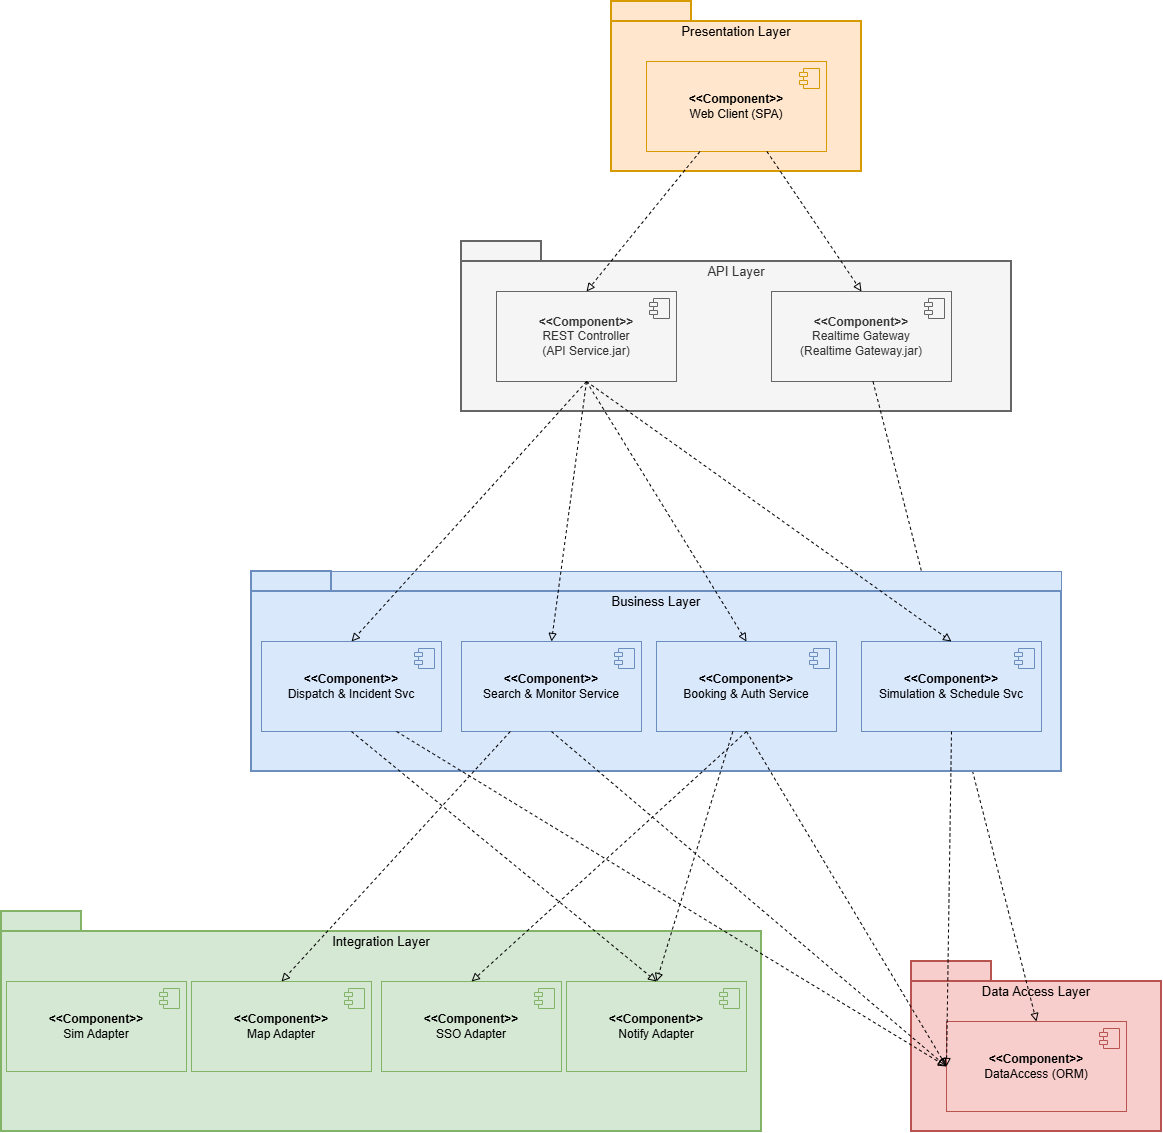 Presentation Layer
<<Component>>
Web Client (SPA)
API Layer
<<Component>>
REST Controller
(API Service.jar)
<<Component>>
Realtime Gateway
(Realtime Gateway.jar)
Business Layer
<<Component>>
Dispatch & Incident Svc
<<Component>>
Search & Monitor Service
<<Component>>
Booking & Auth Service
<<Component>>
Simulation & Schedule Svc
Integration Layer
<<Component>>
Sim Adapter
<<Component>>
Map Adapter
<<Component>>
SSO Adapter
<<Component>>
Notify Adapter
Data Access Layer
<<Component>>
DataAccess (ORM)